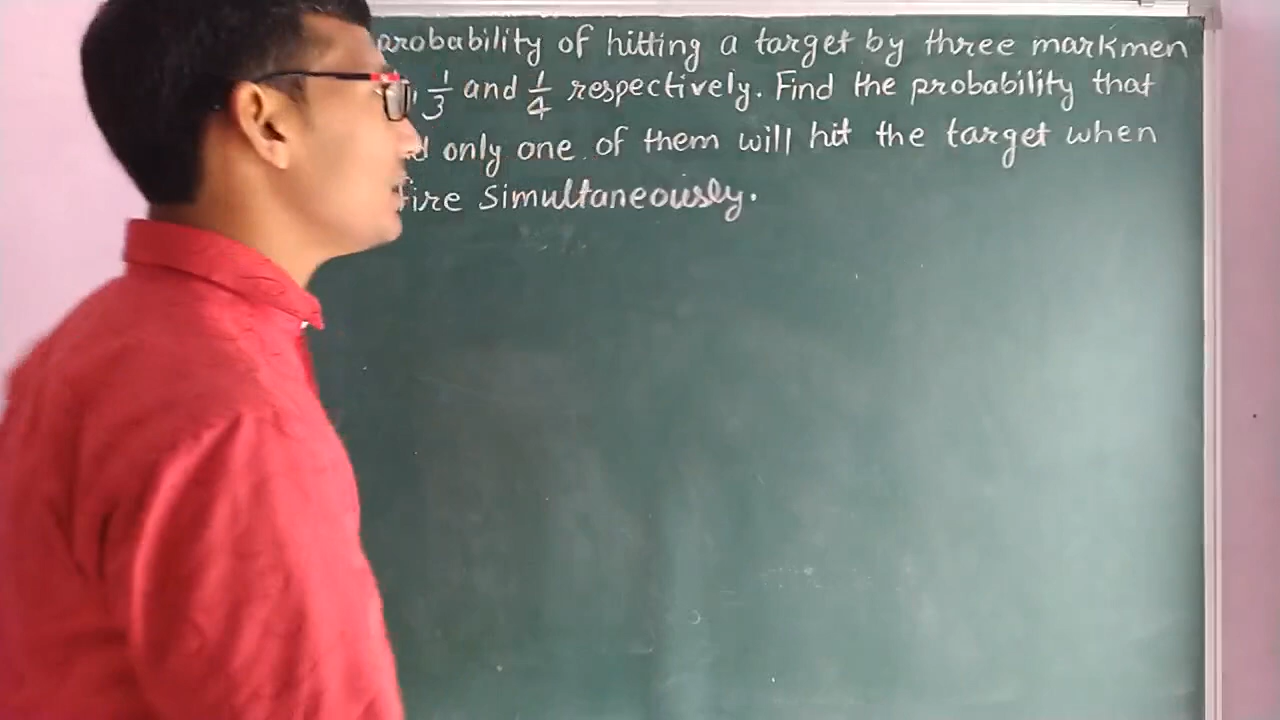 probability of hitting a target by three markmen
, 1/3 and 1/4 respectively. Find the probability that
only one of them will hit the target when
fire simultaneously.